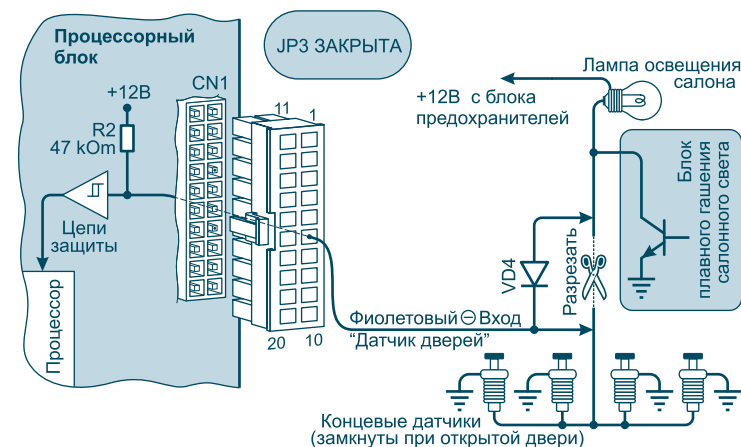 Процессорный
блок
JP3 ЗАКРЫТА
CN1
+12В
R2
47 kOm
Цепи
защиты
Процессор
11
1
20
10
+12В с блока
предохранителей
Лампа освещения
салона
Блок
плавного гашения
салонного света
VD4
Разрезать
Фиолетовый ⊖ Вход
“Датчик дверей”
Концевые датчики
(замкнуты при открытой двери)